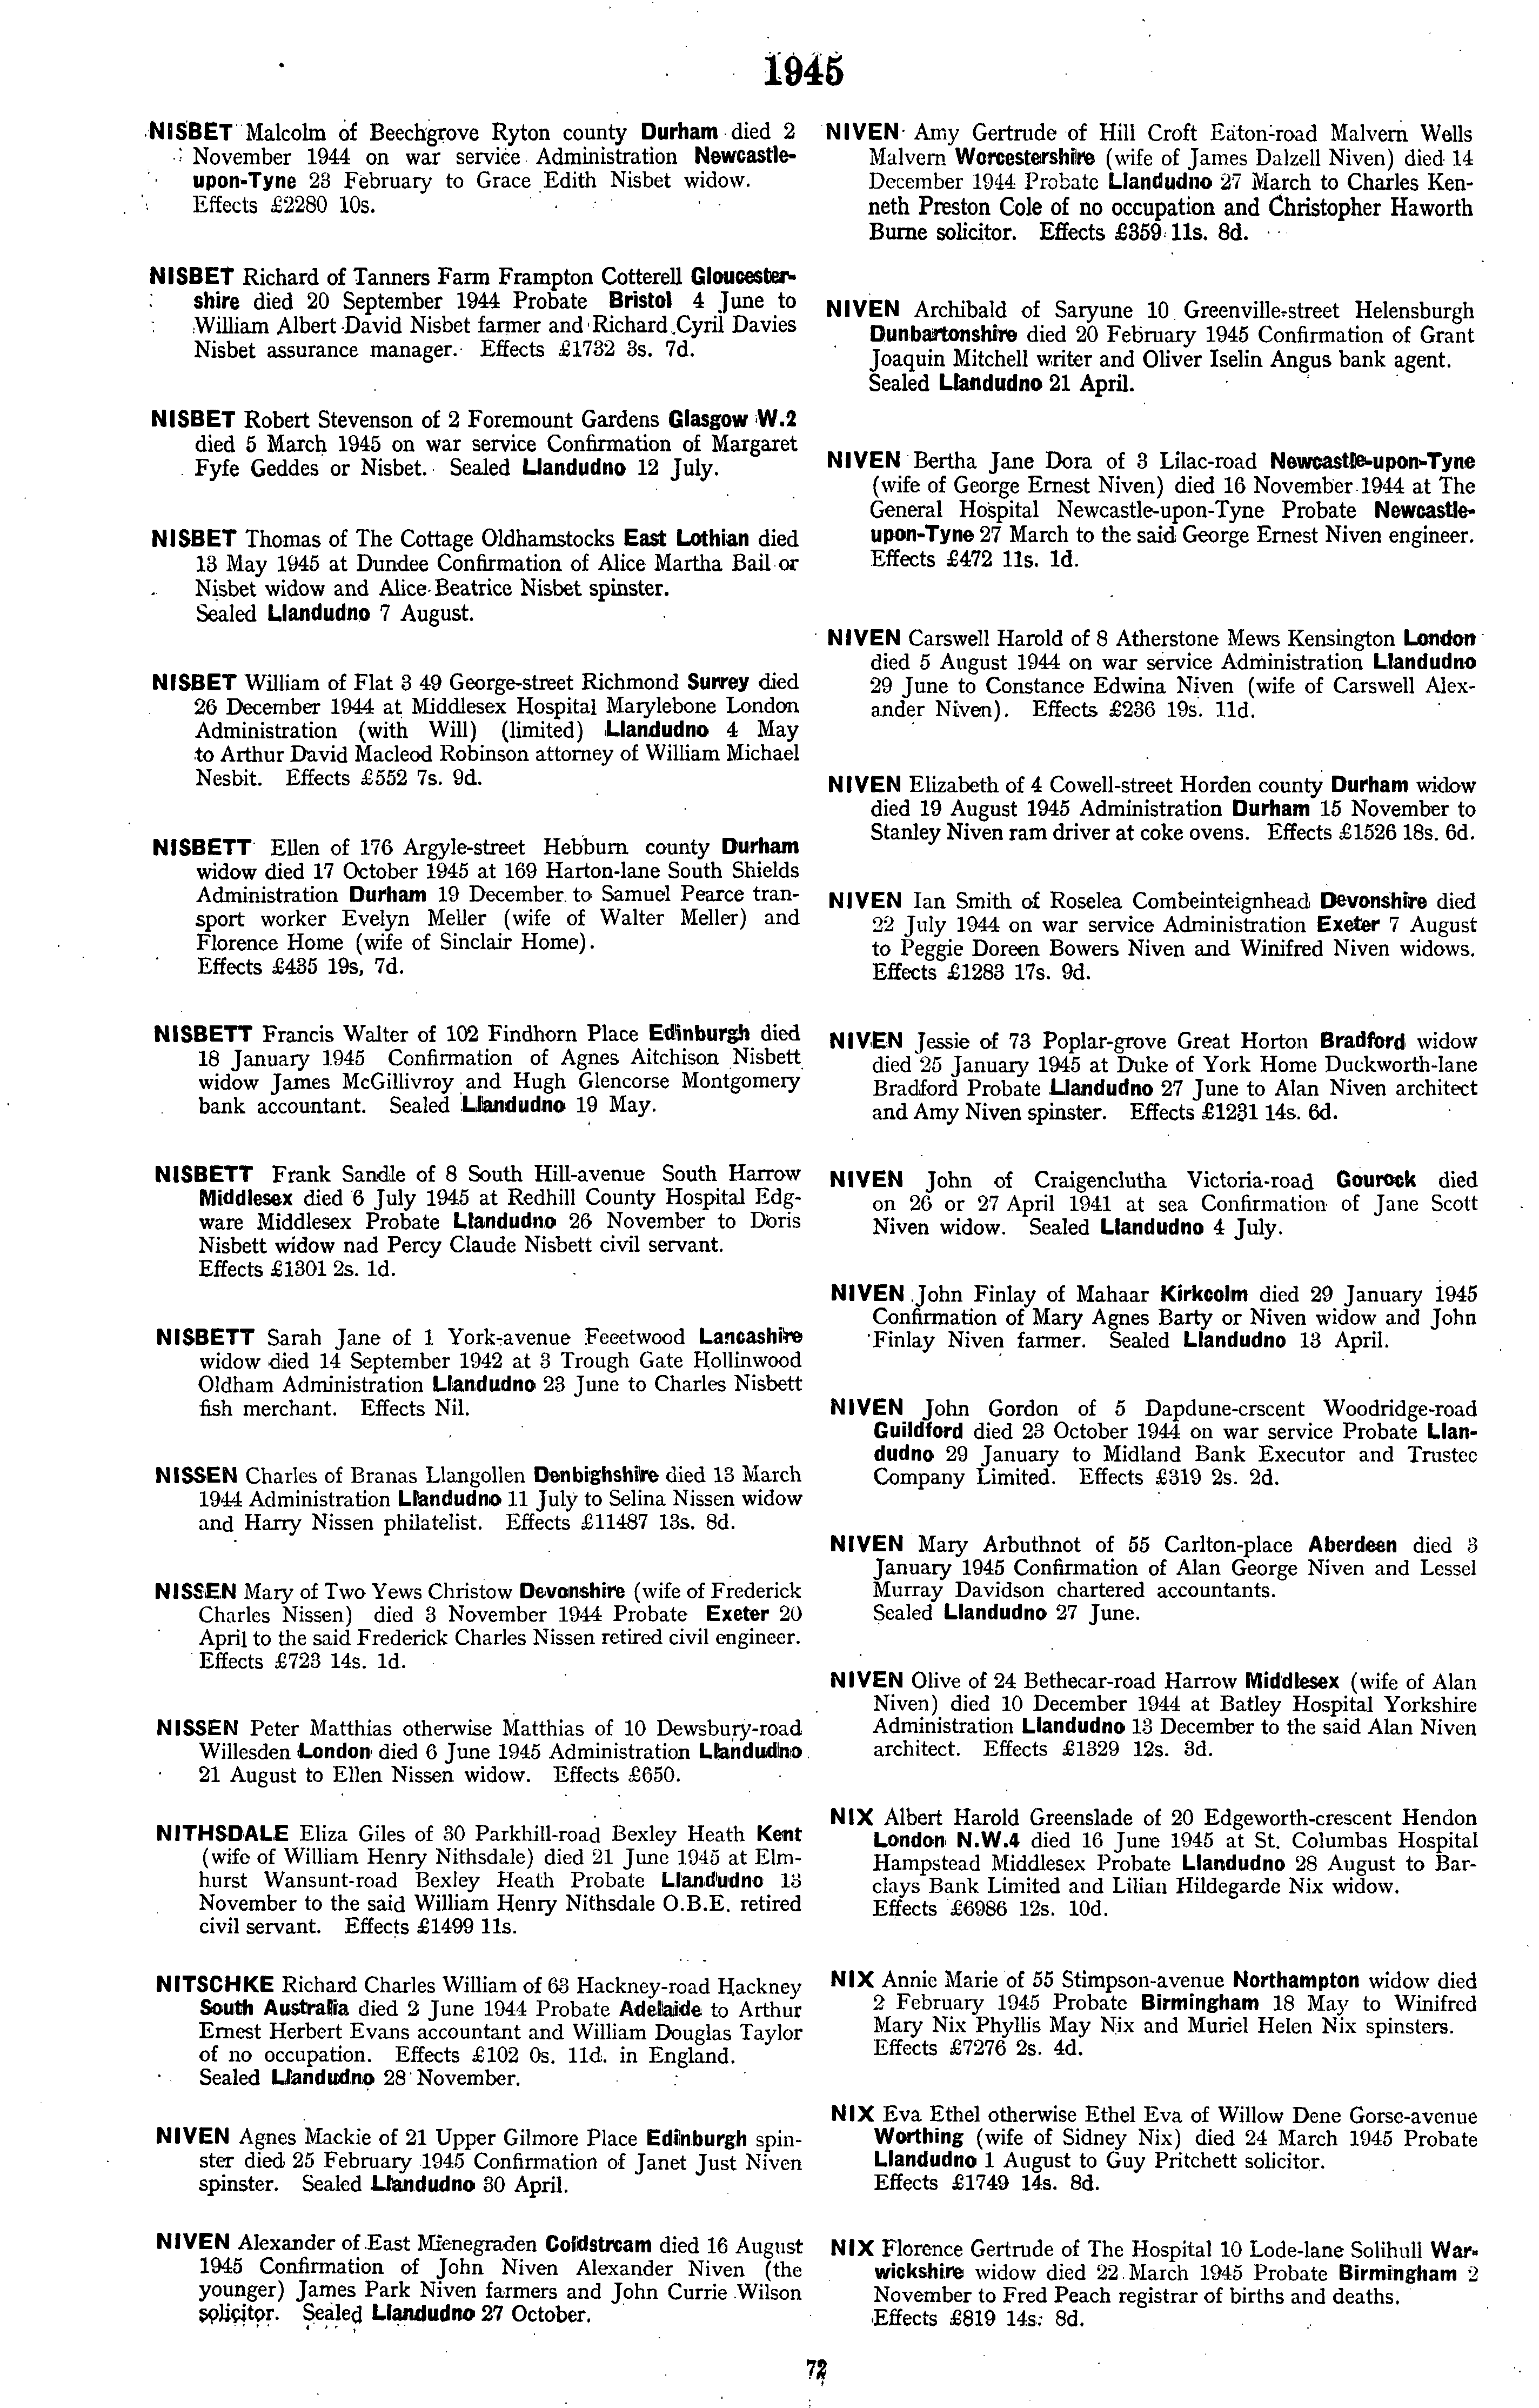 1945
NISBET Malcolm of Beechgrove Ryton county Durham died 2
November 1944 on war service Administration Newcastle-
upon-Tyne 23 February to Grace Edith Nisbet widow.
Effects £2280 10s.
NISBET Richard of Tanners Farm Frampton Cotterell Gloucester-
shire died 20 September 1944 Probate Bristol 4 June to
William Albert David Nisbet farmer and Richard Cyril Davies
Nisbet assurance manager. Effects £1732 3s. 7d.
NISBET Robert Stevenson of 2 Foremount Gardens Glasgow W.2
died 5 March 1945 on war service Confirmation of Margaret
Fyfe Geddes or Nisbet. Sealed Llandudno 12 July.
NISBET Thomas of The Cottage Oldhamstocks East Lothian died
13 May 1945 at Dundee Confirmation of Alice Martha Bail or
Nisbet widow and Alice Beatrice Nisbet spinster.
Sealed Llandudno 7 August.
NISBET William of Flat 3 49 George-street Richmond Surrey died
26 December 1944 at Middlesex Hospital Marylebone London
Administration (with Will) (limited) Llandudno 4 May
to Arthur David Macleod Robinson attorney of William Michael
Nesbit. Effects £552 7s. 9d.
NISBETT Ellen of 176 Argyle-street Hebburn county Durham
widow died 17 October 1945 at 169 Harton-lane South Shields
Administration Durham 19 December to Samuel Pearce tran-
sport worker Evelyn Meller (wife of Walter Meller) and
Florence Home (wife of Sinclair Home).
Effects £435 19s, 7d.
NISBETT Francis Walter of 102 Findhorn Place Edinburgh died
18 January 1945 Confirmation of Agnes Aitchison Nisbett
widow James McGillivroy and Hugh Glencorse Montgomery
bank accountant. Sealed Llandudno 19 May.
NISBETT Frank Sandle of 8 South Hill-avenue South Harrow
Middlesex died 6 July 1945 at Redhill County Hospital Edg-
ware Middlesex Probate Llandudno 26 November to Doris
Nisbett widow nad Percy Claude Nisbett civil servant.
Effects £1301 2s. 1d.
NISBETT Sarah Jane of 1 York-avenue Feeetwood Lancashire
widow died 14 September 1942 at 3 Trough Gate Hollinwood
Oldham Administration Llandudno 23 June to Charles Nisbett
fish merchant. Effects Nil.
NISSEN Charles of Branas Llangollen Denbighshire died 13 March
1944 Administration Llandudno 11 July to Selina Nissen widow
and Harry Nissen philatelist. Effects £11487 13s. 8d.
NISSEN Mary of Two Yews Christow Devonshire (wife of Frederick
Charles Nissen) died 3 November 1944 Probate Exeter 20
April to the said Frederick Charles Nissen retired civil engineer.
Effects £723 14s. 1d.
NISSEN Peter Matthias otherwise Matthias of 10 Dewsbury-road
Willesden London died 6 June 1945 Administration Llandudno
21 August to Ellen Nissen widow. Effects £650.
NITHSDALE Eliza Giles of 30 Parkhill-road Bexley Heath Kent
(wife of William Henry Nithsdale) died 21 June 1945 at Elm-
hurst Wansunt-road Bexley Heath Probate Llandudno 13
November to the said William Henry Nithsdale O.B.E. retired
civil servant. Effects £1499 11s.
NITSCHKE Richard Charles William of 63 Hackney-road Hackney
South Australia died 2 June 1944 Probate Adelaide to Arthur
Ernest Herbert Evans accountant and William Douglas Taylor
of no occupation. Effects £102 0s. 11d. in England.
Sealed Llandudno 28 November.
NIVEN Agnes Mackie of 21 Upper Gilmore Place Edinburgh spin-
ster died 25 February 1945 Confirmation of Janet Just Niven
spinster. Sealed Llandudno 30 April.
NIVEN Alexander of East Mienegraden Coldstream died 16 August
1945 Confirmation of John Niven Alexander Niven (the
younger) James Park Niven farmers and John Currie Wilson
solicitor. Sealed Llandudno 27 October.
NIVEN Amy Gertrude of Hill Croft Eaton-road Malvern Wells
Malvern Worcestershire (wife of James Dalzell Niven) died 14
December 1944 Probate Llandudno 27 March to Charles Ken-
neth Preston Cole of no occupation and Christopher Haworth
Burne solicitor. Effects £359 11s. 8d.
NIVEN Archibald of Saryune 10 Greenville-street Helensburgh
Dunbartonshire died 20 February 1945 Confirmation of Grant
Joaquin Mitchell writer and Oliver Iselin Angus bank agent.
Sealed Llandudno 21 April.
NIVEN Bertha Jane Dora of 3 Lilac-road Newcastle-upon-Tyne
(wife of George Ernest Niven) died 16 November 1944 at The
General Hospital Newcastle-upon-Tyne Probate Newcastle-
upon-Tyne 27 March to the said George Ernest Niven engineer.
Effects £472 11s. 1d.
NIVEN Carswell Harold of 8 Atherstone Mews Kensington London
died 5 August 1944 on war service Administration Llandudno
29 June to Constance Edwina Niven (wife of Carswell Alex-
ander Niven). Effects £236 19s. 11d.
NIVEN Elizabeth of 4 Cowell-street Horden county Durham widow
died 19 August 1945 Administration Durham 15 November to
Stanley Niven ram driver at coke ovens. Effects £1526 18s. 6d.
NIVEN Ian Smith of Roselea Combeinteignhead Devonshire died
22 July 1944 on war service Administration Exeter 7 August
to Peggie Doreen Bowers Niven and Winifred Niven widows.
Effects £1283 17s. 9d.
NIVEN Jessie of 73 Poplar-grove Great Horton Bradford widow
died 25 January 1945 at Duke of York Home Duckworth-lane
Bradford Probate Llandudno 27 June to Alan Niven architect
and Amy Niven spinster. Effects £1231 14s. 6d.
NIVEN John of Craigenclutha Victoria-road Gourock died
on 26 or 27 April 1941 at sea Confirmation of Jane Scott
Niven widow. Sealed Llandudno 4 July.
NIVEN John Finlay of Mahaar Kirkcolm died 29 January 1945
Confirmation of Mary Agnes Barty or Niven widow and John
Finlay Niven farmer. Sealed Llandudno 13 April.
NIVEN John Gordon of 5 Dapdune-crscent Woodridge-road
Guildford died 23 October 1944 on war service Probate Llan-
dudno 29 January to Midland Bank Executor and Trustee
Company Limited. Effects £319 2s. 2d.
NIVEN Mary Arbuthnot of 55 Carlton-place Aberdeen died 3
January 1945 Confirmation of Alan George Niven and Lessel
Murray Davidson chartered accountants.
Sealed Llandudno 27 June.
NIVEN Olive of 24 Bethecar-road Harrow Middlesex (wife of Alan
Niven) died 10 December 1944 at Batley Hospital Yorkshire
Administration Llandudno 13 December to the said Alan Niven
architect. Effects £1329 12s. 3d.
NIX Albert Harold Greenslade of 20 Edgeworth-crescent Hendon
London N.W.4 died 16 June 1945 at St. Columbas Hospital
Hampstead Middlesex Probate Llandudno 28 August to Bar-
clays Bank Limited and Lilian Hildegarde Nix widow.
Effects £6986 12s. 10d.
NIX Annie Marie of 55 Stimpson-avenue Northampton widow died
2 February 1945 Probate Birmingham 18 May to Winifred
Mary Nix Phyllis May Nix and Muriel Helen Nix spinsters.
Effects £7276 2s. 4d.
NIX Eva Ethel otherwise Ethel Eva of Willow Dene Gorse-avenue
Worthing (wife of Sidney Nix) died 24 March 1945 Probate
Llandudno 1 August to Guy Pritchett solicitor.
Effects £1749 14s. 8d.
NIX Florence Gertrude of The Hospital 10 Lode-lane Solihull War-
wickshire widow died 22 March 1945 Probate Birmingham 2
November to Fred Peach registrar of births and deaths.
Effects £819 14s. 8d.
72